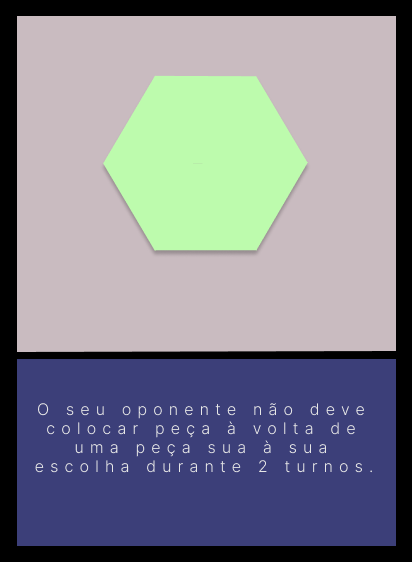 O seu oponente não deve
colocar peça à volta de
uma peça sua à sua
escolha durante 2 turnos.